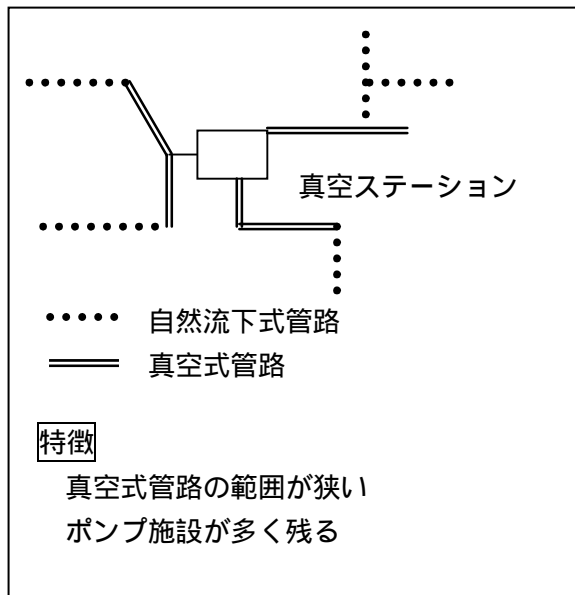 真空ステーション
自然流下式管路
真空式管路
特徴
真空式管路の範囲が狭い
ポンプ施設が多く残る